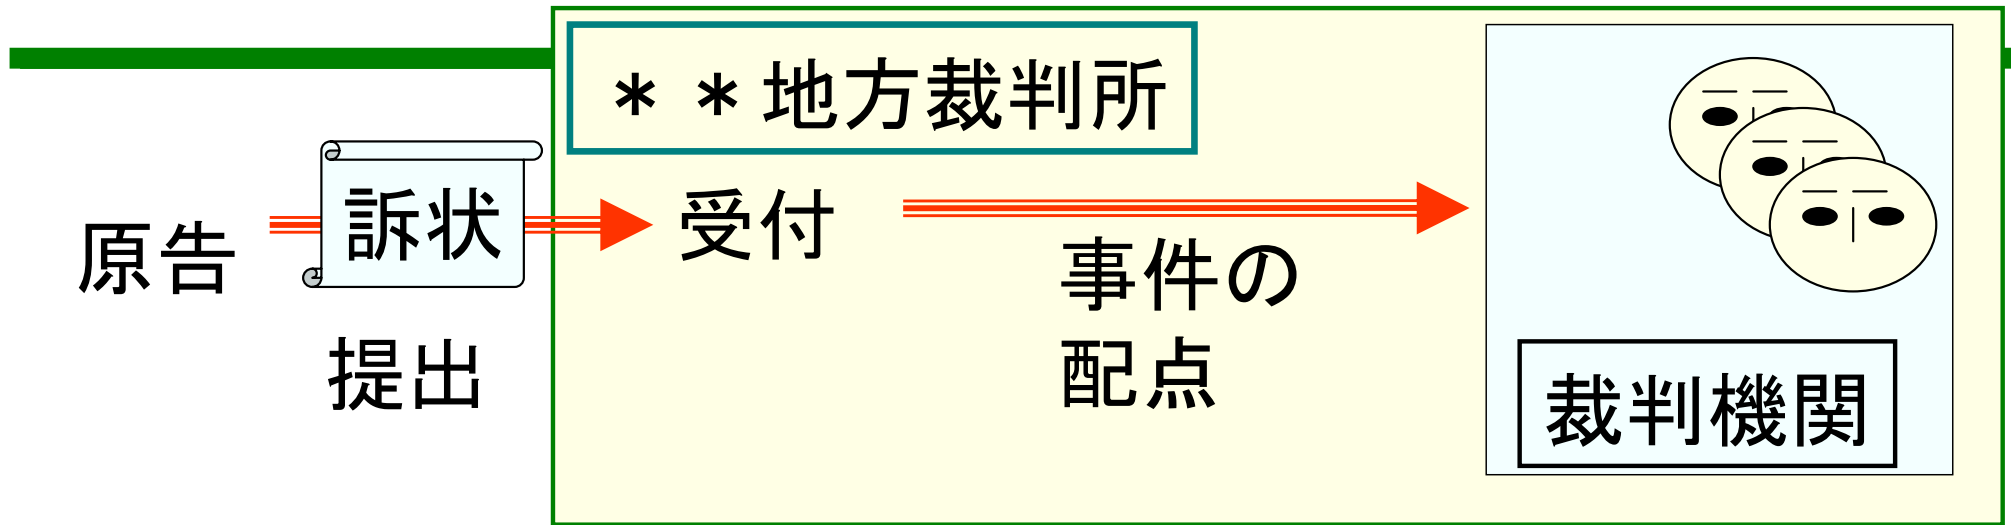 ＊＊地方裁判所
原告
訴状
提出
受付
事件の
配点
裁判機関